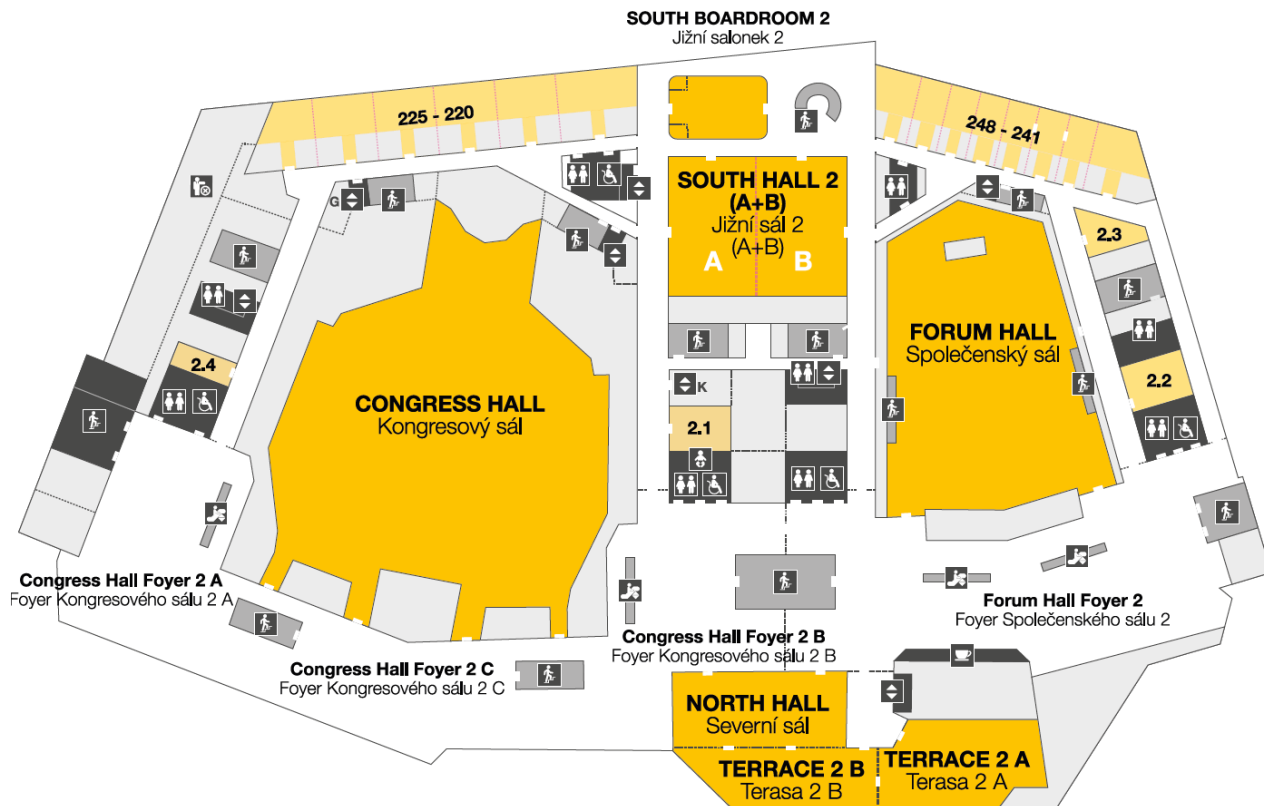 SOUTH BOARDROOM 2
Jižní salonek 2
225 - 220
248 - 241
SOUTH HALL 2
(A+B)
Jižní sál 2
(A+B)
A
B
G
2.3
FORUM HALL
Společenský sál
2.4
2.2
K
CONGRESS HALL
Kongresový sál
2.1
Congress Hall Foyer 2 A
Foyer Kongresového sálu 2 A
Forum Hall Foyer 2
Foyer Společenského sálu 2
Congress Hall Foyer 2 B
Foyer Kongresového sálu 2 B
Congress Hall Foyer 2 C
Foyer Kongresového sálu 2 C
NORTH HALL
Severní sál
TERRACE 2 B
Terasa 2 B
TERRACE 2 A
Terasa 2 A